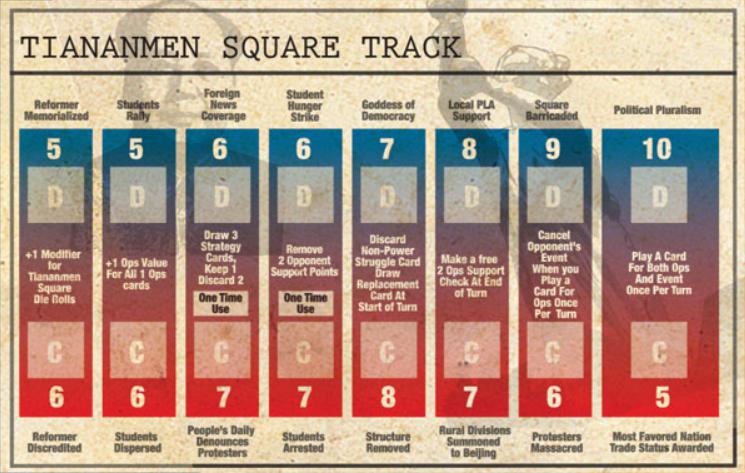 TIANANMEN SQUARE TRACK
Reformer
Memorialized
Students
Rally
Foreign
News
Coverage
Student
Hunger
Strike
Goddess of
Democracy
Local PLA
Support
Square
Barricaded
Political Pluralism
5
5
6
6
7
8
9
10
D
D
D
D
D
D
D
D
+1 Modifier
for
Tiananmen
Square
Die Rolls
+1 Ops Value
For All 1 Ops
cards
Draw 3
Strategy
Cards,
Keep 1
Discard 2
One Time
Use
Remove
2 Opponent
Support Points
One Time
Use
Discard
Non-Power
Struggle Card
Draw
Replacement
Card At
Start of Turn
Make a free
2 Ops Support
Check At End
of Turn
Cancel
Opponent's
Event
When you
Play a
Card For
Ops Once
Per Turn
Play A Card
For Both Ops
And Event
Once Per Turn
C
C
C
C
C
C
C
C
6
6
7
7
8
7
6
5
Reformer
Discredited
Students
Dispersed
People's Daily
Denounces
Protesters
Students
Arrested
Structure
Removed
Rural Divisions
Summoned
to Beijing
Protesters
Massacred
Most Favored Nation
Trade Status Awarded